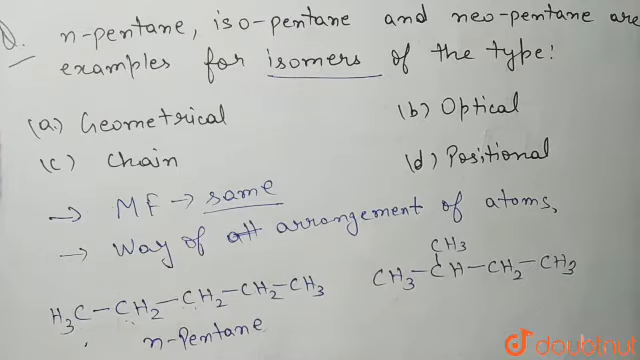 Q. n-pentane, iso-pentane and neo-pentane are
examples for isomers of the type:
(a.) Geometrical (b) Optical
(c) Chain (d) Positional
→ MF → same
→ Way of arrangement of atoms,
CH3
H3C-CH2-CH2-CH2-CH3 CH3-CH-CH2-CH3
n-Pentane
doubtnut